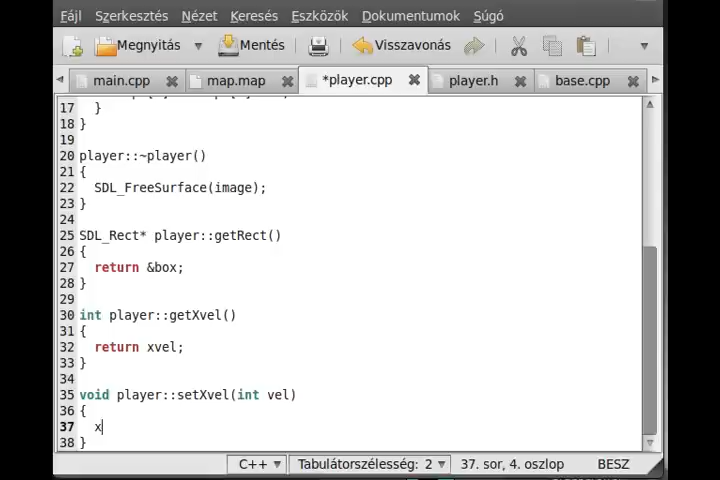 Fájl Szerkesztés Nézet Keresés Eszközök Dokumentumok Súgó
Megnyitás Mentés Visszavonás
main.cpp map.map *player.cpp player.h base.cpp
17 }
18 }
19
20 player::~player()
21 {
22 SDL_FreeSurface(image);
23 }
24
25 SDL_Rect* player::getRect()
26 {
27 return &box;
28 }
29
30 int player::getXvel()
31 {
32 return xvel;
33 }
34
35 void player::setXvel(int vel)
36 {
37 x
38 }
C++ Tabulátorszélesség: 2 37. sor, 4. oszlop BESZ